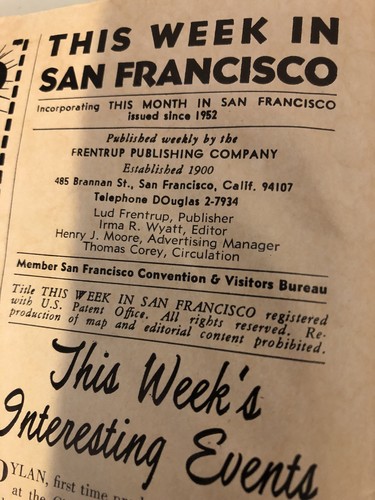 THIS WEEK IN
SAN FRANCISCO
Incorporating THIS MONTH IN SAN FRANCISCO
issued since 1952
Published weekly by the
FRENTRUP PUBLISHING COMPANY
Established 1900
485 Brannan St., San Francisco, Calif. 94107
Telephone DOuglas 2-7934
Lud Frentrup, Publisher
Irma R. Wyatt, Editor
Henry J. Moore, Advertising Manager
Thomas Corey, Circulation
Member San Francisco Convention & Visitors Bureau
Title THIS WEEK IN SAN FRANCISCO registered
with U.S. Patent Office. All rights reserved. Re-
production of map and editorial content prohibited.
This Week's
Interesting Events
DYLAN, first time
at the